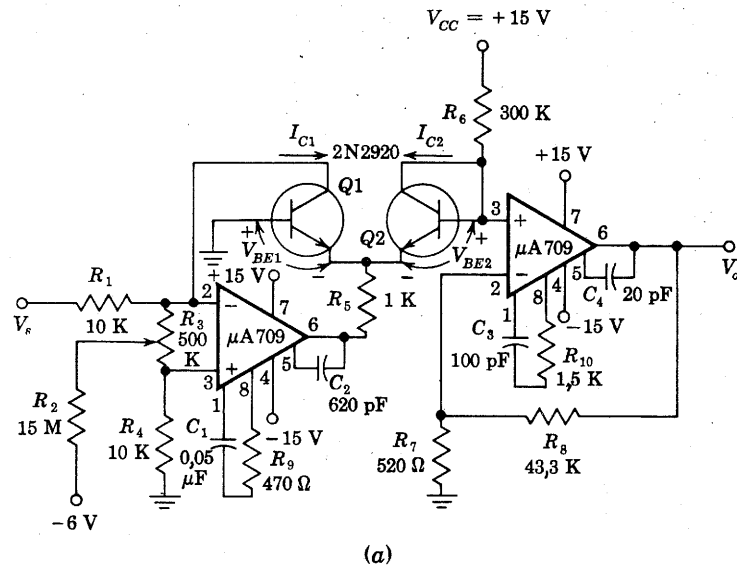 V_CC = +15 V
R_6
300 K
I_C1
I_C2
2N2920
+15 V
Q1
7
3
+
6
μA709
V_o
+
V_BE1
−
Q2
−
V_BE2
+
−
2
5
4
8
1
C_4
20 pF
−15 V
R_1
10 K
V_s
+15 V
R_5
1 K
C_3
100 pF
R_10
1,5 K
2
−
7
R_3
500
K
μA709
6
+
3
5
4
8
1
C_2
620 pF
R_2
15 M
R_4
10 K
C_1
0,05
μF
−15 V
R_9
470 Ω
R_7
520 Ω
R_8
43,3 K
−6 V
(a)